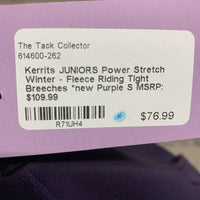 The Tack Collector
614600-262
Kerrits JUNIORS Power Stretch
Winter - Fleece Riding Tight
Breeches *new Purple S MSRP:
$109.99
R71UH4
$76.99